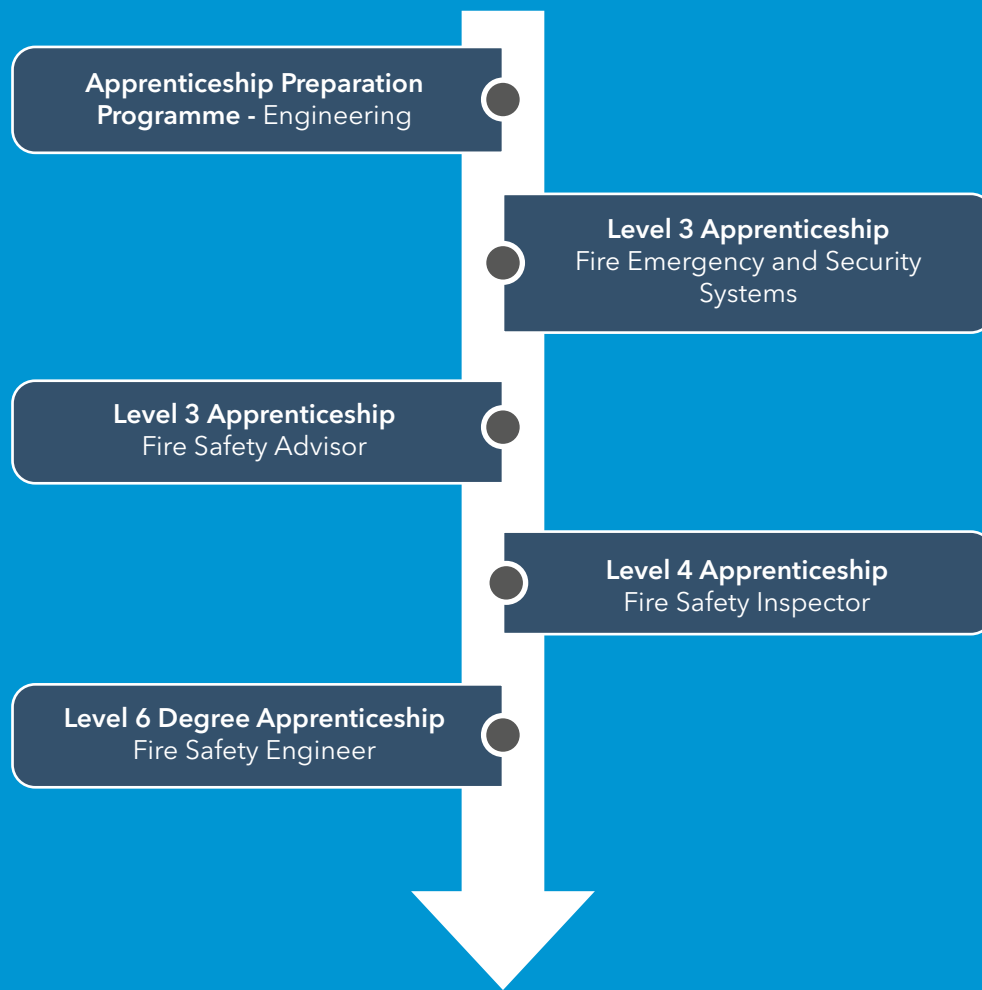 Apprenticeship Preparation
Programme - Engineering
Level 3 Apprenticeship
Fire Emergency and Security
Systems
Level 3 Apprenticeship
Fire Safety Advisor
Level 4 Apprenticeship
Fire Safety Inspector
Level 6 Degree Apprenticeship
Fire Safety Engineer